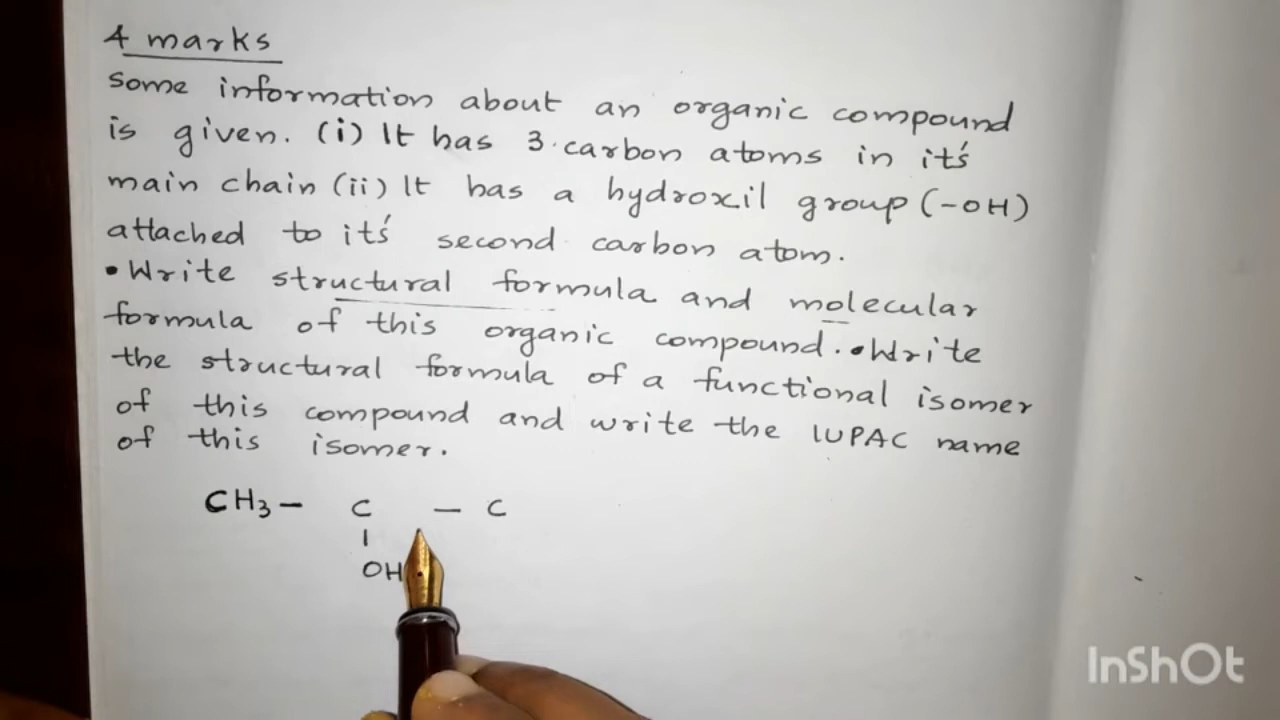 4 marks
Some information about an organic compound
is given. (i) It has 3 carbon atoms in it's
main chain (ii) It has a hydroxil group (-OH)
attached to it's second carbon atom.
• Write structural formula and molecular
formula of this organic compound. • Write
the structural formula of a functional isomer
of this compound and write the IUPAC name
of this isomer.
CH3 - C - C
|
OH
InShOt